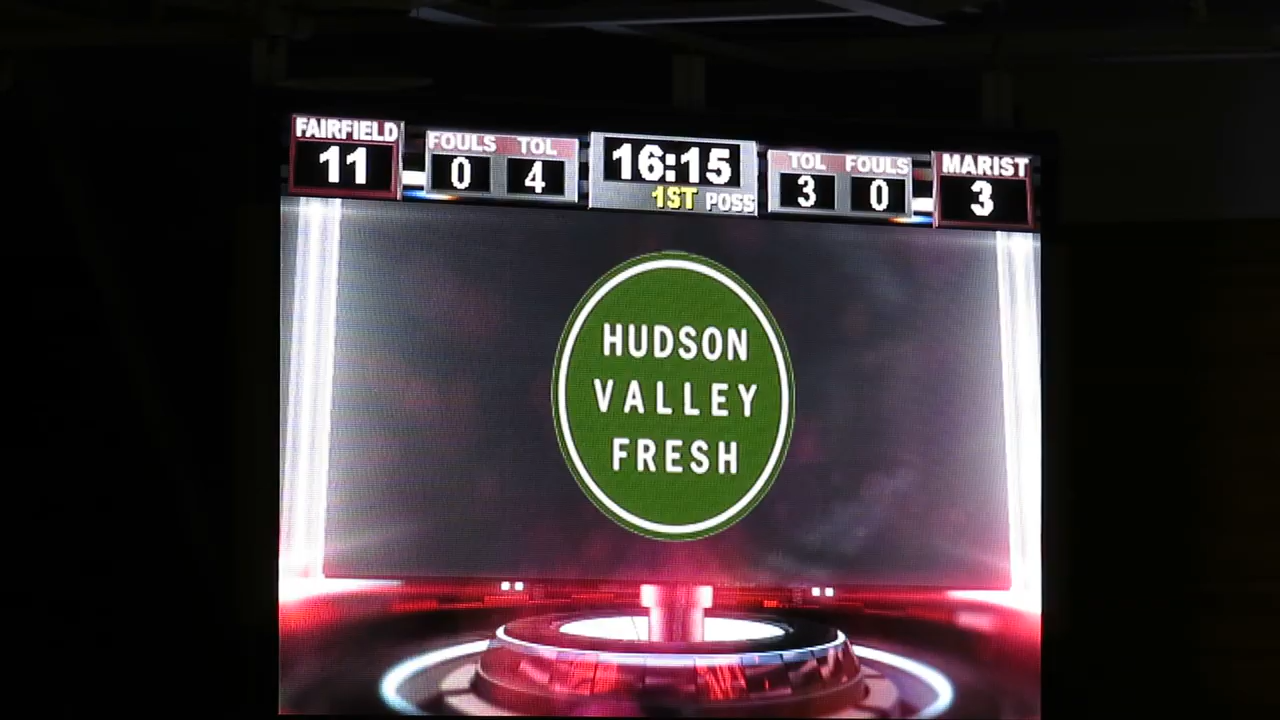 FAIRFIELD
11
FOULS TOL
0 4
16:15
1ST POSS
TOL FOULS
3 0
MARIST
3
HUDSON
VALLEY
FRESH